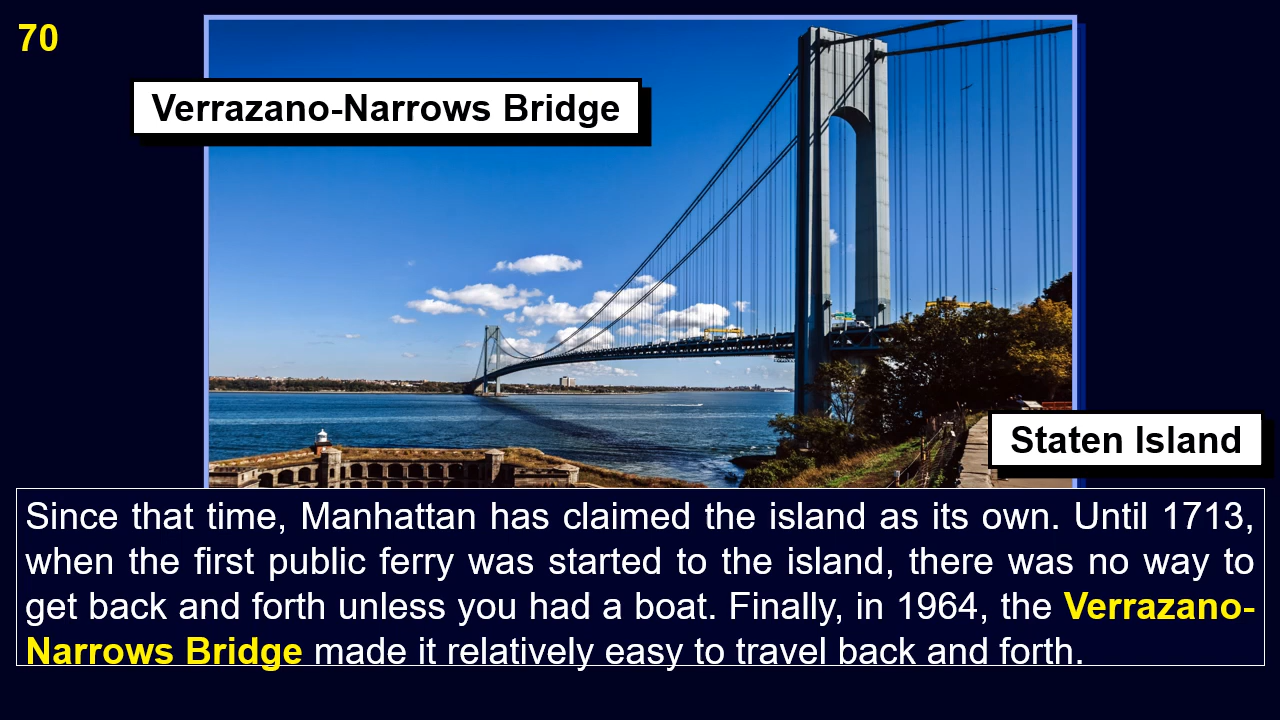 70
Verrazano-Narrows Bridge
Staten Island
Since that time, Manhattan has claimed the island as its own. Until 1713,
when the first public ferry was started to the island, there was no way to
get back and forth unless you had a boat. Finally, in 1964, the Verrazano-
Narrows Bridge made it relatively easy to travel back and forth.